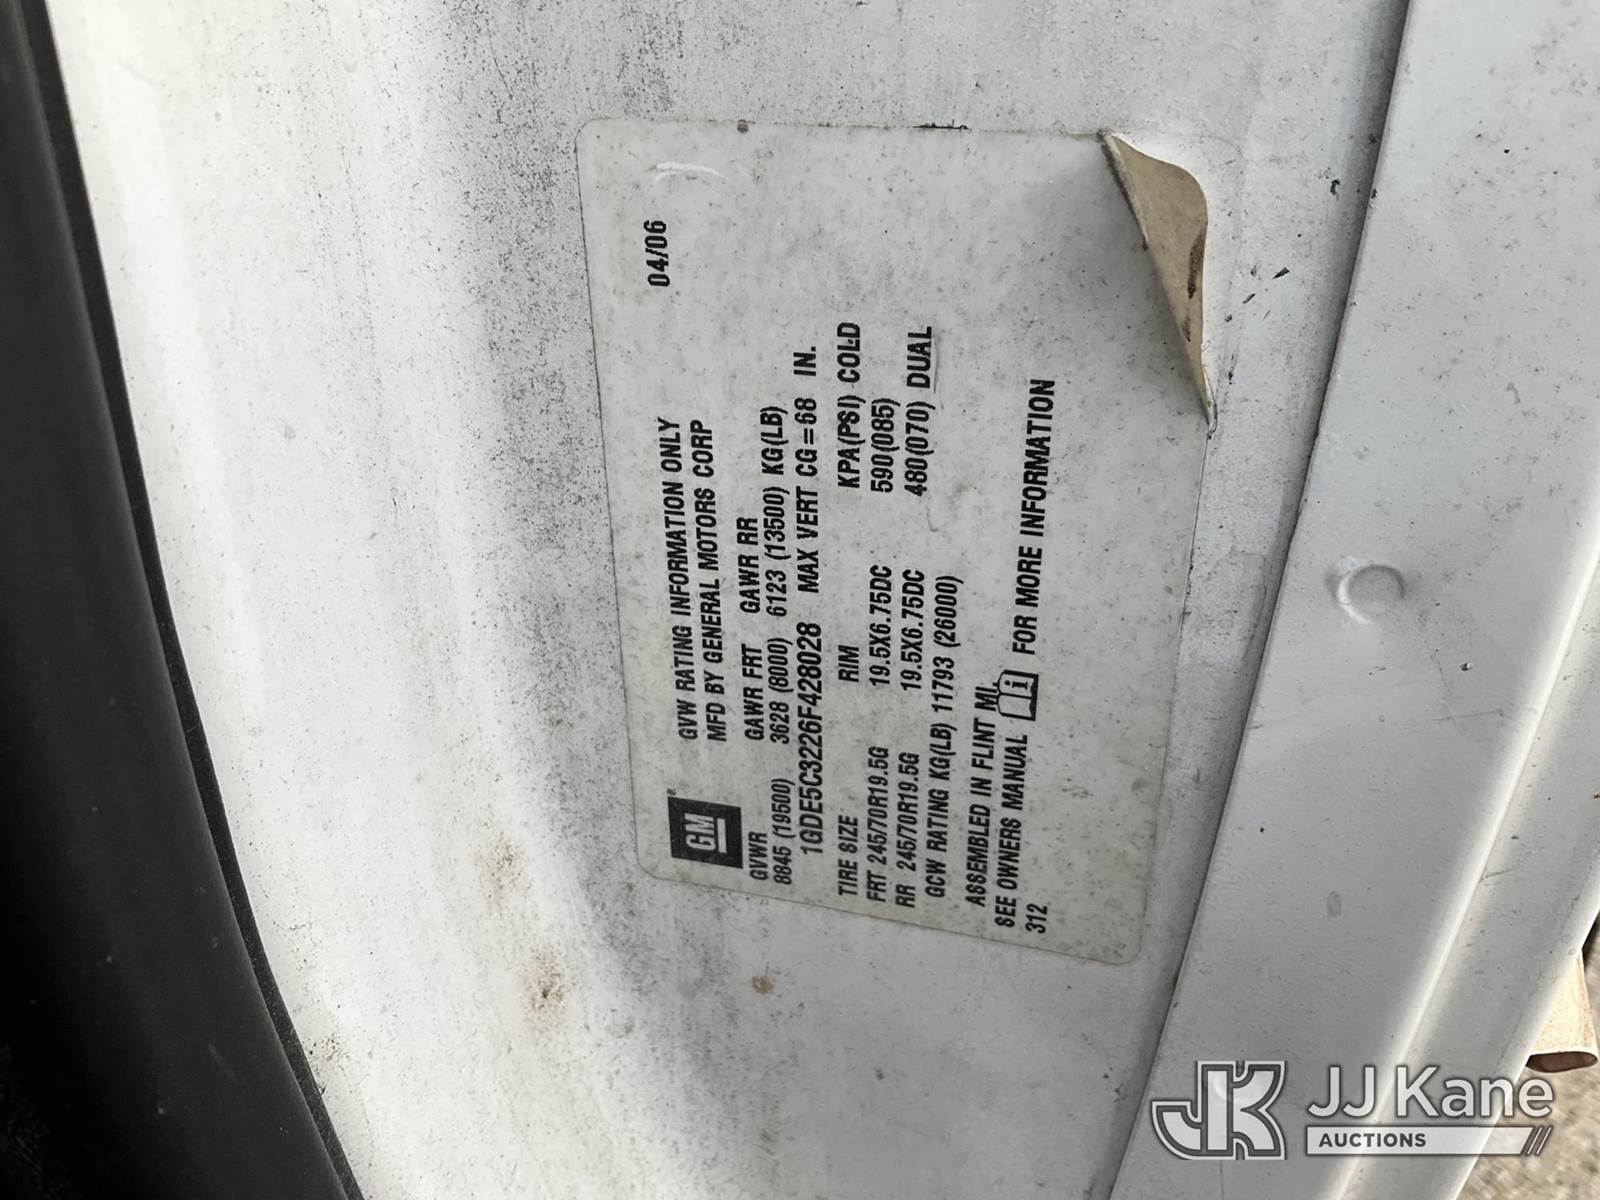 04/06
GM
GVW RATING INFORMATION ONLY
MFD BY GENERAL MOTORS CORP
GVWR GAWR FRT GAWR RR
8845 (19500) 3628 (8000) 6123 (13500) KG(LB)
1GDE5C3226F428028 MAX VERT CG=68 IN.
TIRE SIZE RIM KPA(PSI) COLD
FRT 245/70R19.5G 19.5X6.75DC 590(085)
RR 245/70R19.5G 19.5X6.75DC 480(070) DUAL
GCW RATING KG(LB) 11793 (26000)
ASSEMBLED IN FLINT MI.
SEE OWNERS MANUAL i FOR MORE INFORMATION
312
JK JJ Kane
AUCTIONS